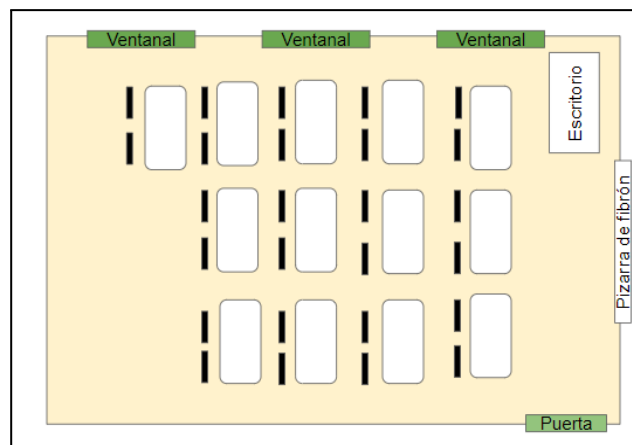 Ventanal
Ventanal
Ventanal
Escritorio
Pizarra de fibrón
Puerta